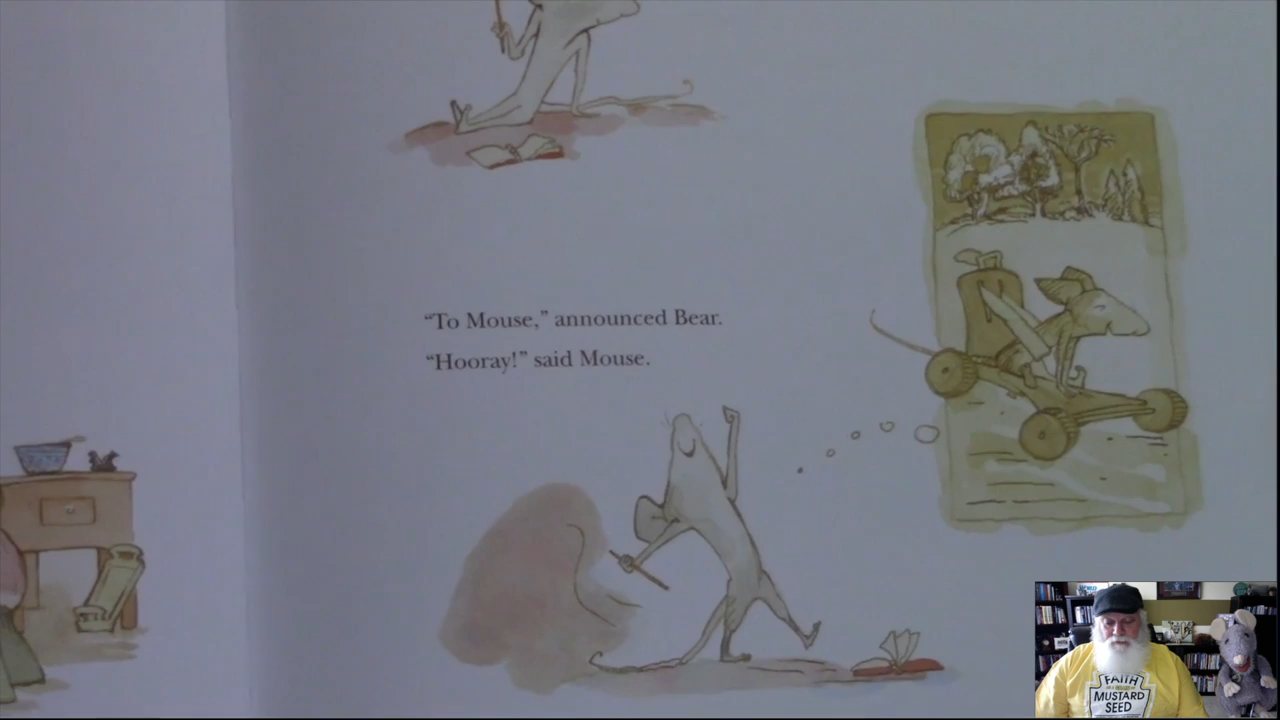 “To Mouse,” announced Bear.
“Hooray!” said Mouse.
FAITH
MUSTARD
SEED